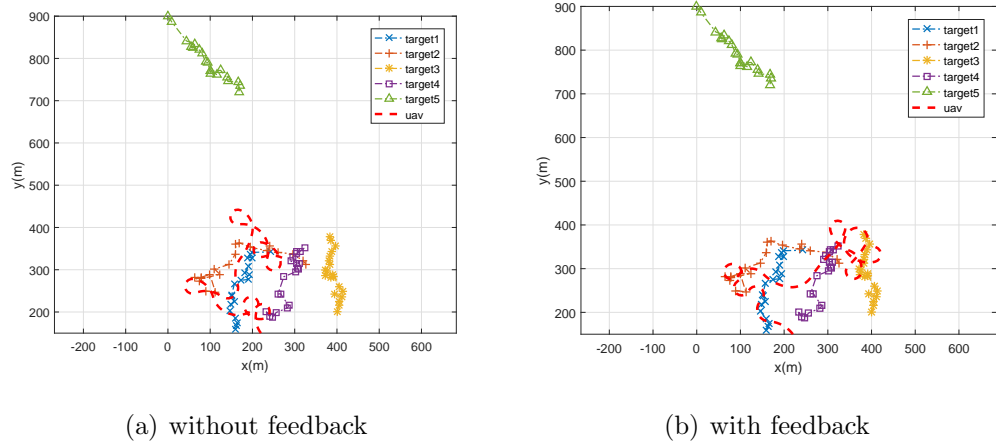 900
800
700
600
500
400
300
200
y(m)
-200 -100 0 100 200 300 400 500 600
x(m)
target1
target2
target3
target4
target5
uav
(a) without feedback
900
800
700
600
500
400
300
200
y(m)
-200 -100 0 100 200 300 400 500 600
x(m)
target1
target2
target3
target4
target5
uav
(b) with feedback